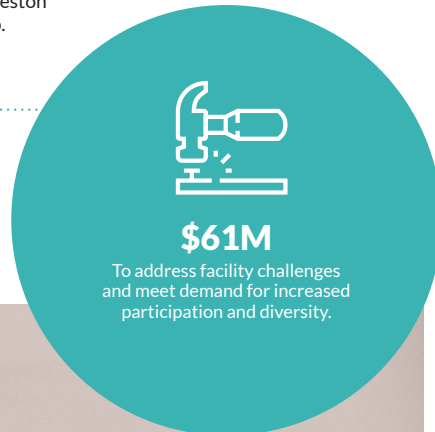 $61M
To address facility challenges
and meet demand for increased
participation and diversity.